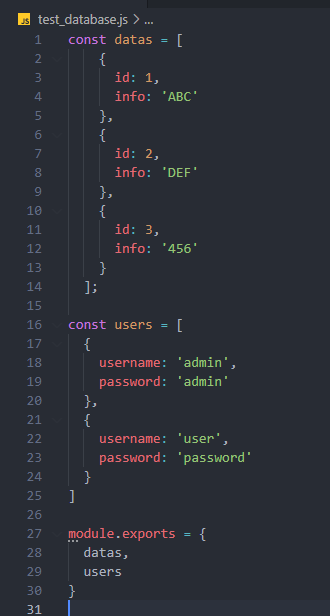 JS test_database.js > ...
1 const datas = [
2 {
3 id: 1,
4 info: 'ABC'
5 },
6 {
7 id: 2,
8 info: 'DEF'
9 },
10 {
11 id: 3,
12 info: '456'
13 }
14 ];
15
16 const users = [
17 {
18 username: 'admin',
19 password: 'admin'
20 },
21 {
22 username: 'user',
23 password: 'password'
24 }
25 ]
26
27 module.exports = {
28 datas,
29 users
30 }
31